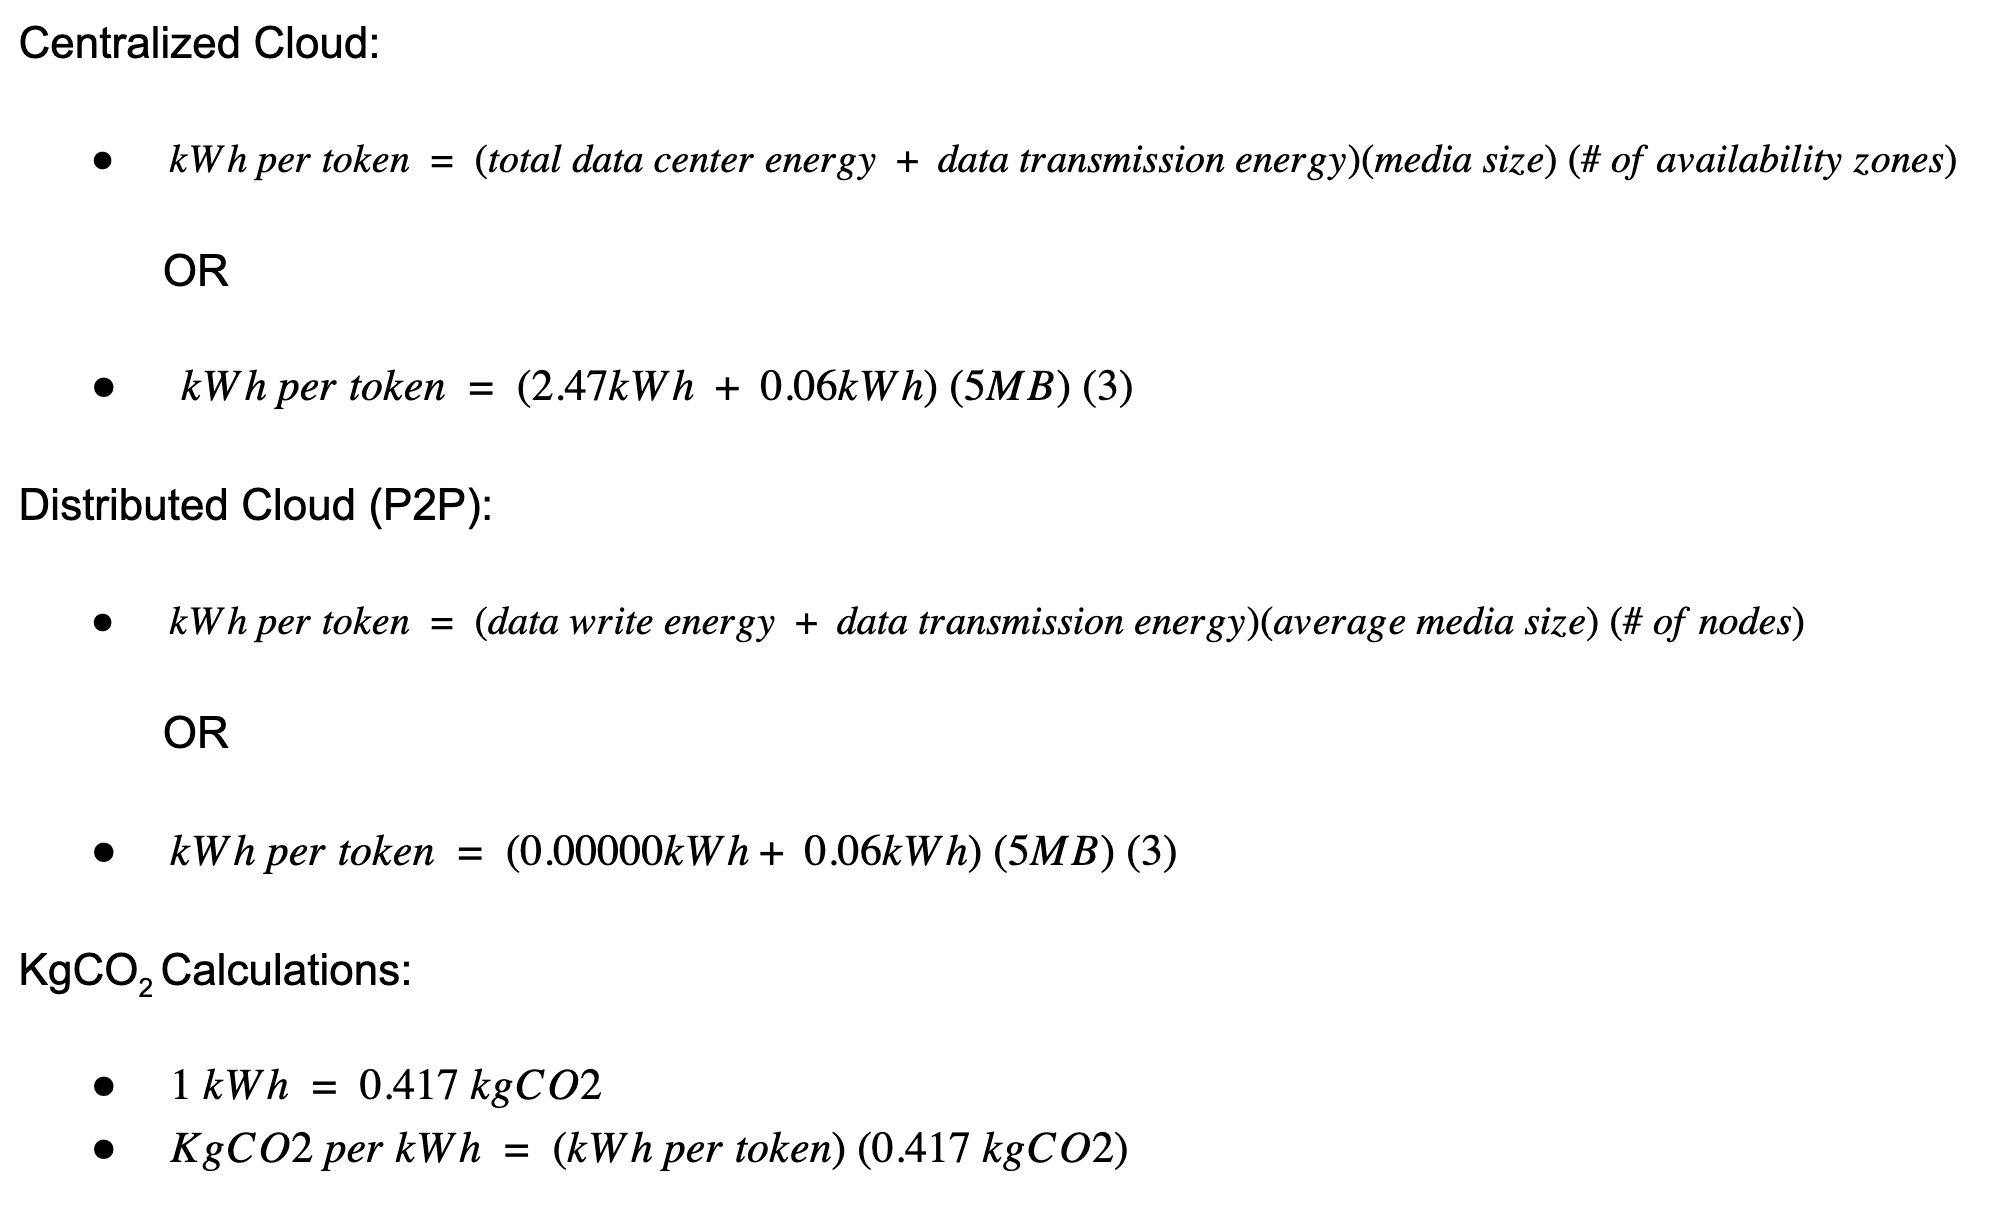 Centralized Cloud:
● kWh per token = (total data center energy + data transmission energy)(media size) (# of availability zones)
OR
● kWh per token = (2.47kWh + 0.06kWh) (5MB) (3)
Distributed Cloud (P2P):
● kWh per token = (data write energy + data transmission energy)(average media size) (# of nodes)
OR
● kWh per token = (0.00000kWh + 0.06kWh) (5MB) (3)
KgCO₂ Calculations:
● 1 kWh = 0.417 kgCO2
● KgCO2 per kWh = (kWh per token) (0.417 kgCO2)